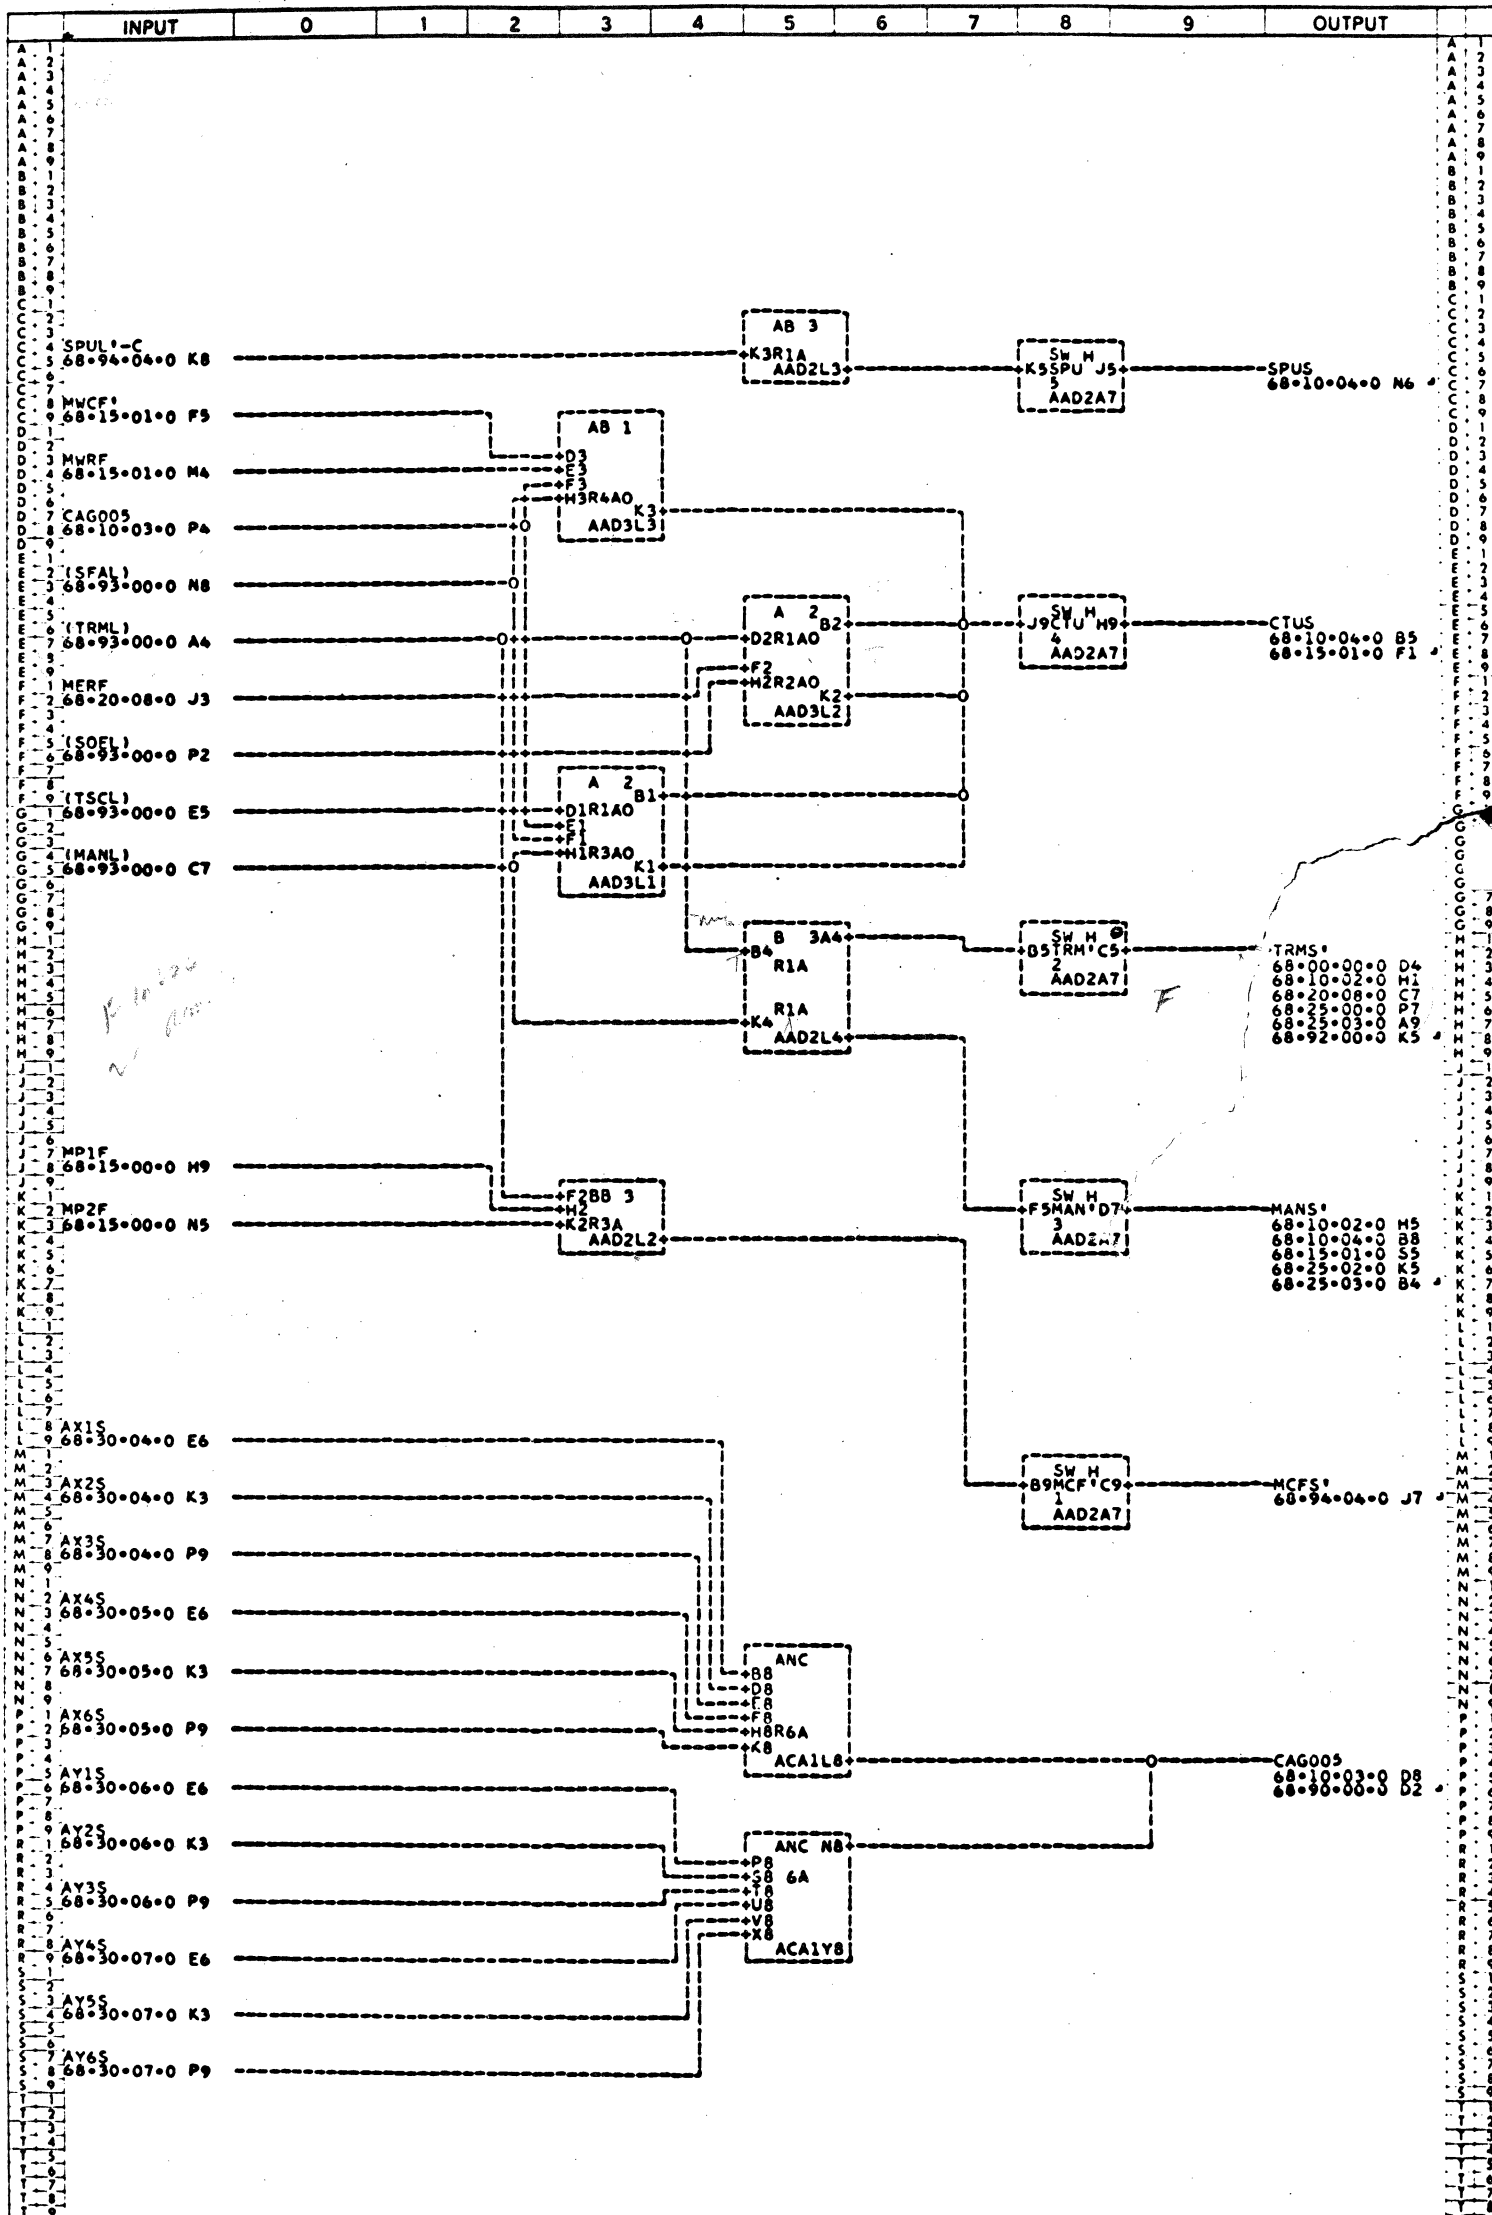 INPUT 0 1 2 3 4 5 6 7 8 9 OUTPUT
SPUL'-C
68•94•04•0 K8
AB 3
K3R1A
AAD2L3
SW H
K5SPU J5
5
AAD2A7
SPUS
68•10•04•0 N6
MWCF'
68•15•01•0 F5
MWRF
68•15•01•0 M4
CAG005
68•10•03•0 P4
AB 1
D3
E3
F3
H3R4AO
K3
AAD3L3
(SFAL)
68•93•00•0 N8
(TRML)
68•93•00•0 A4
MERF
68•20•08•0 J3
(SOEL)
68•93•00•0 P2
A 2
B2
D2R1AO
F2
H2R2AO
K2
AAD3L2
SW H
J9CTU H9
4
AAD2A7
CTUS
68•10•04•0 B5
68•15•01•0 F1
(TSCL)
68•93•00•0 E5
(MANL)
68•93•00•0 C7
A 2
B1
D1R1AO
E1
F1
H1R3AO
K1
AAD3L1
B 3A4
B4
R1A
R1A
K4
AAD2L4
SW H
B5TRM'C5
2
AAD2A7
F
TRMS'
68•00•00•0 D4
68•10•02•0 H1
68•20•08•0 C7
68•25•00•0 P7
68•25•03•0 A9
68•92•00•0 K5
MP1F
68•15•00•0 H9
MP2F
68•15•00•0 N5
F2BB 3
H2
K2R3A
AAD2L2
SW H
F5MAN'D7
3
AAD2A7
MANS'
68•10•02•0 H5
68•10•04•0 B8
68•15•01•0 S5
68•25•02•0 K5
68•25•03•0 B4
AX1S
68•30•04•0 E6
AX2S
68•30•04•0 K3
AX3S
68•30•04•0 P9
AX4S
68•30•05•0 E6
AX5S
68•30•05•0 K3
AX6S
68•30•05•0 P9
SW H
B9MCF'C9
1
AAD2A7
MCFS'
68•94•04•0 J7
ANC
B8
D8
E8
F8
H8R6A
K8
ACA1L8
CAG005
68•10•03•0 D8
68•90•00•0 D2
AY1S
68•30•06•0 E6
AY2S
68•30•06•0 K3
AY3S
68•30•06•0 P9
AY4S
68•30•07•0 E6
AY5S
68•30•07•0 K3
AY6S
68•30•07•0 P9
ANC N8
P8
S8 6A
T8
U8
V8
X8
ACA1Y8